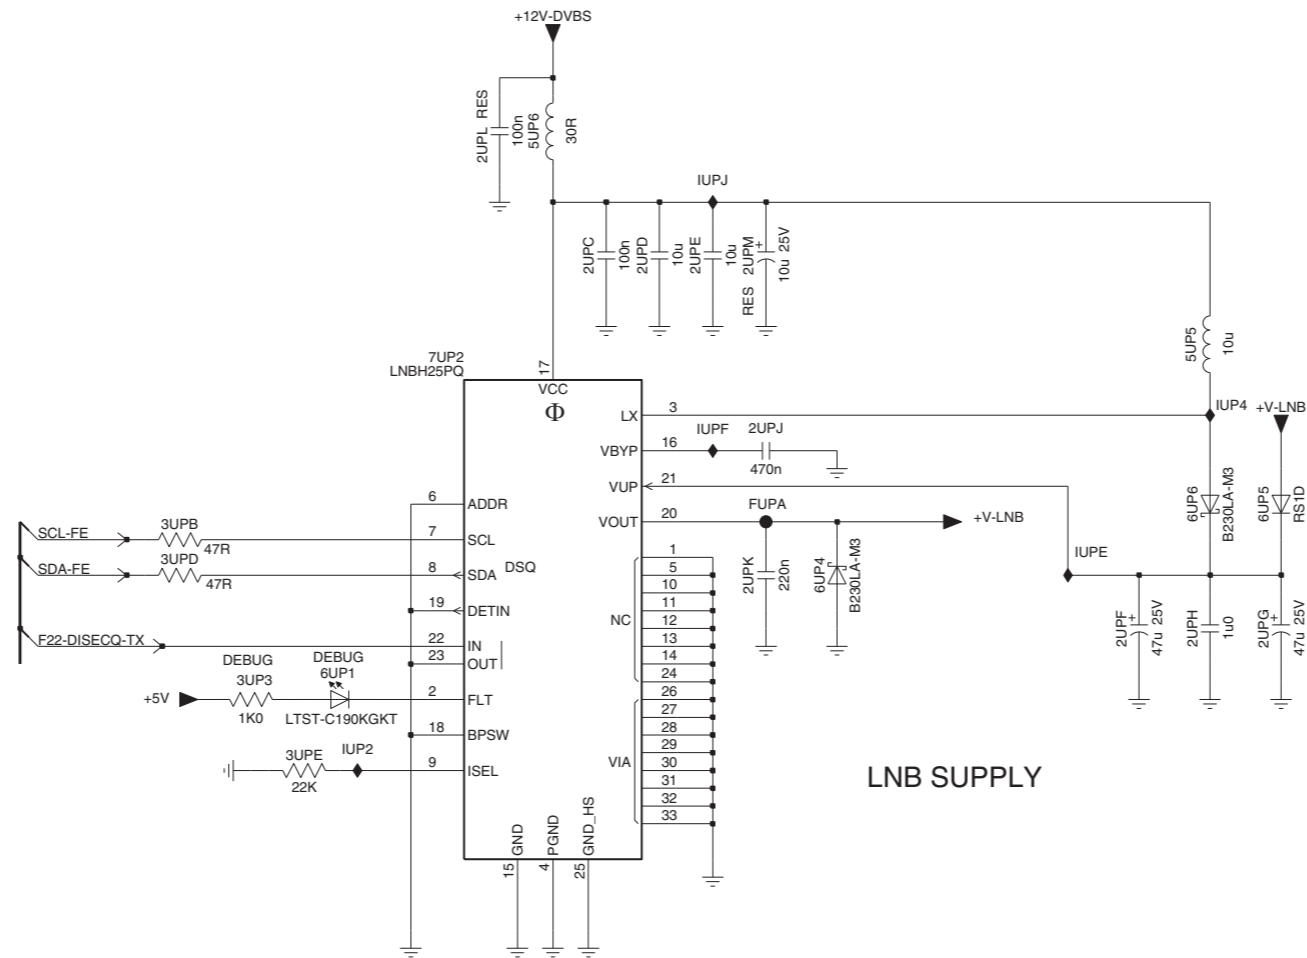 +12V-DVBS
2UPL RES
100n
5UP6
30R
IUPJ
2UPC
100n
2UPD
10u
2UPE
10u
RES 2UPM
10u 25V
5UP5
10u
7UP2
LNBH25PQ
17
VCC
Φ
LX
3
IUP4
+V-LNB
VBYP
16
IUPF
2UPJ
470n
VUP
21
6UP6
B230LA-M3
6UP5
RS1D
6
ADDR
VOUT
20
FUPA
+V-LNB
SCL-FE
3UPB
47R
7
SCL
IUPE
SDA-FE
3UPD
47R
8
SDA
DSQ
1
5
10
11
12
13
14
24
NC
2UPK
220n
6UP4
B230LA-M3
19
DETIN
2UPF
47u 25V
2UPH
1u0
2UPG
47u 25V
F22-DISECQ-TX
22
IN
23
OUT
DEBUG
3UP3
1K0
DEBUG
6UP1
LTST-C190KGKT
+5V
2
FLT
18
BPSW
26
27
28
29
30
31
32
33
VIA
3UPE
22K
IUP2
9
ISEL
LNB SUPPLY
GND
PGND
GND_HS
15
4
25